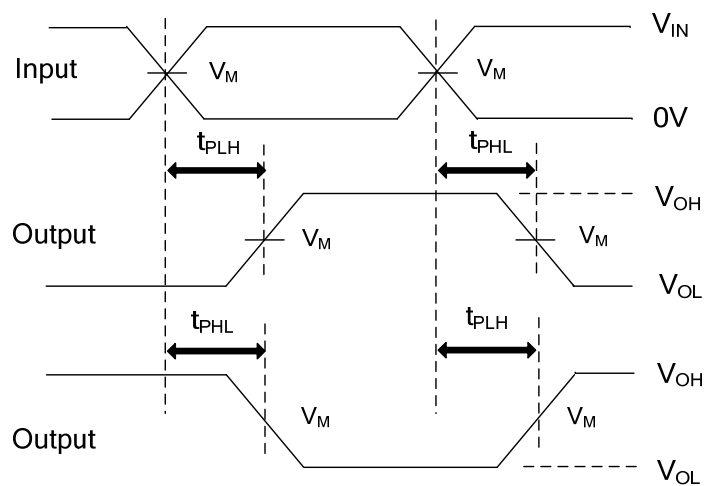 V_IN
Input
V_M
V_M
0V
t_PLH
t_PHL
V_OH
Output
V_M
V_M
V_OL
t_PHL
t_PLH
V_OH
Output
V_M
V_M
V_OL